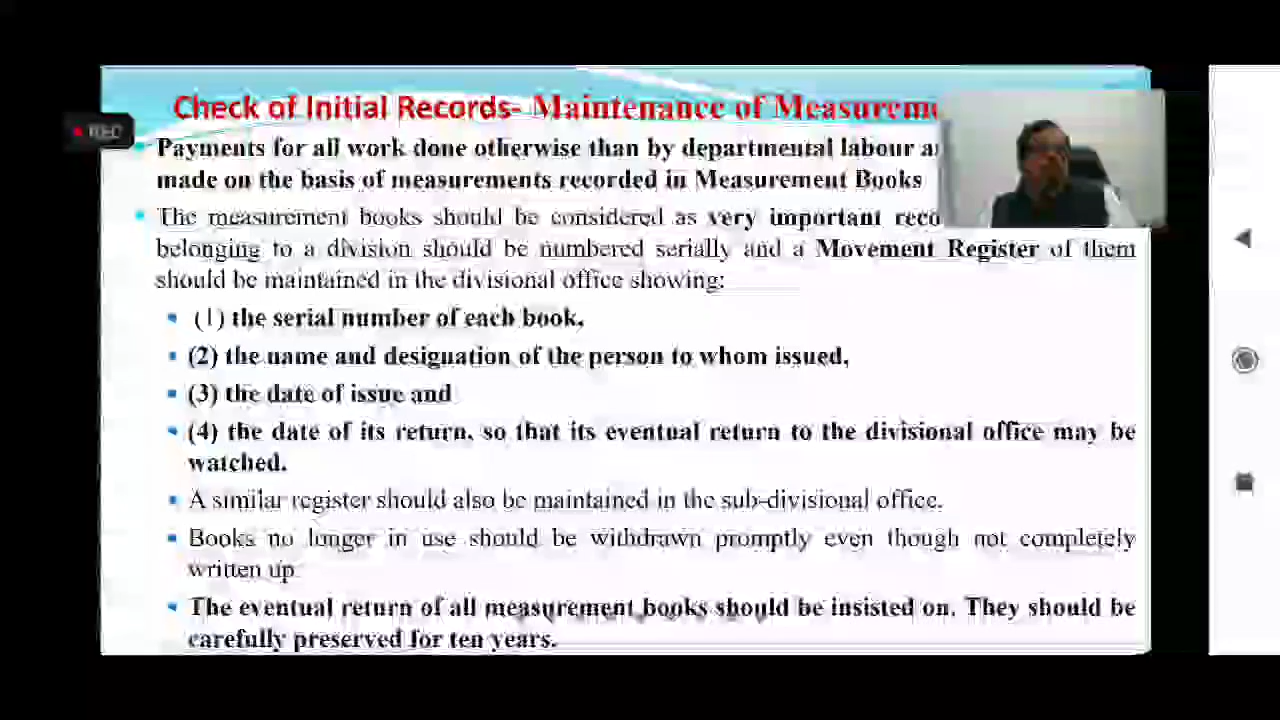 Check of Initial Records- Maintenance of Measureme
REC
Payments for all work done otherwise than by departmental labour a
made on the basis of measurements recorded in Measurement Books
The measurement books should be considered as very important reco
belonging to a division should be numbered serially and a Movement Register of them
should be maintained in the divisional office showing:
(1) the serial number of each book,
(2) the name and designation of the person to whom issued,
(3) the date of issue and
(4) the date of its return, so that its eventual return to the divisional office may be
watched.
A similar register should also be maintained in the sub-divisional office.
Books no longer in use should be withdrawn promptly even though not completely
written up.
The eventual return of all measurement books should be insisted on. They should be
carefully preserved for ten years.